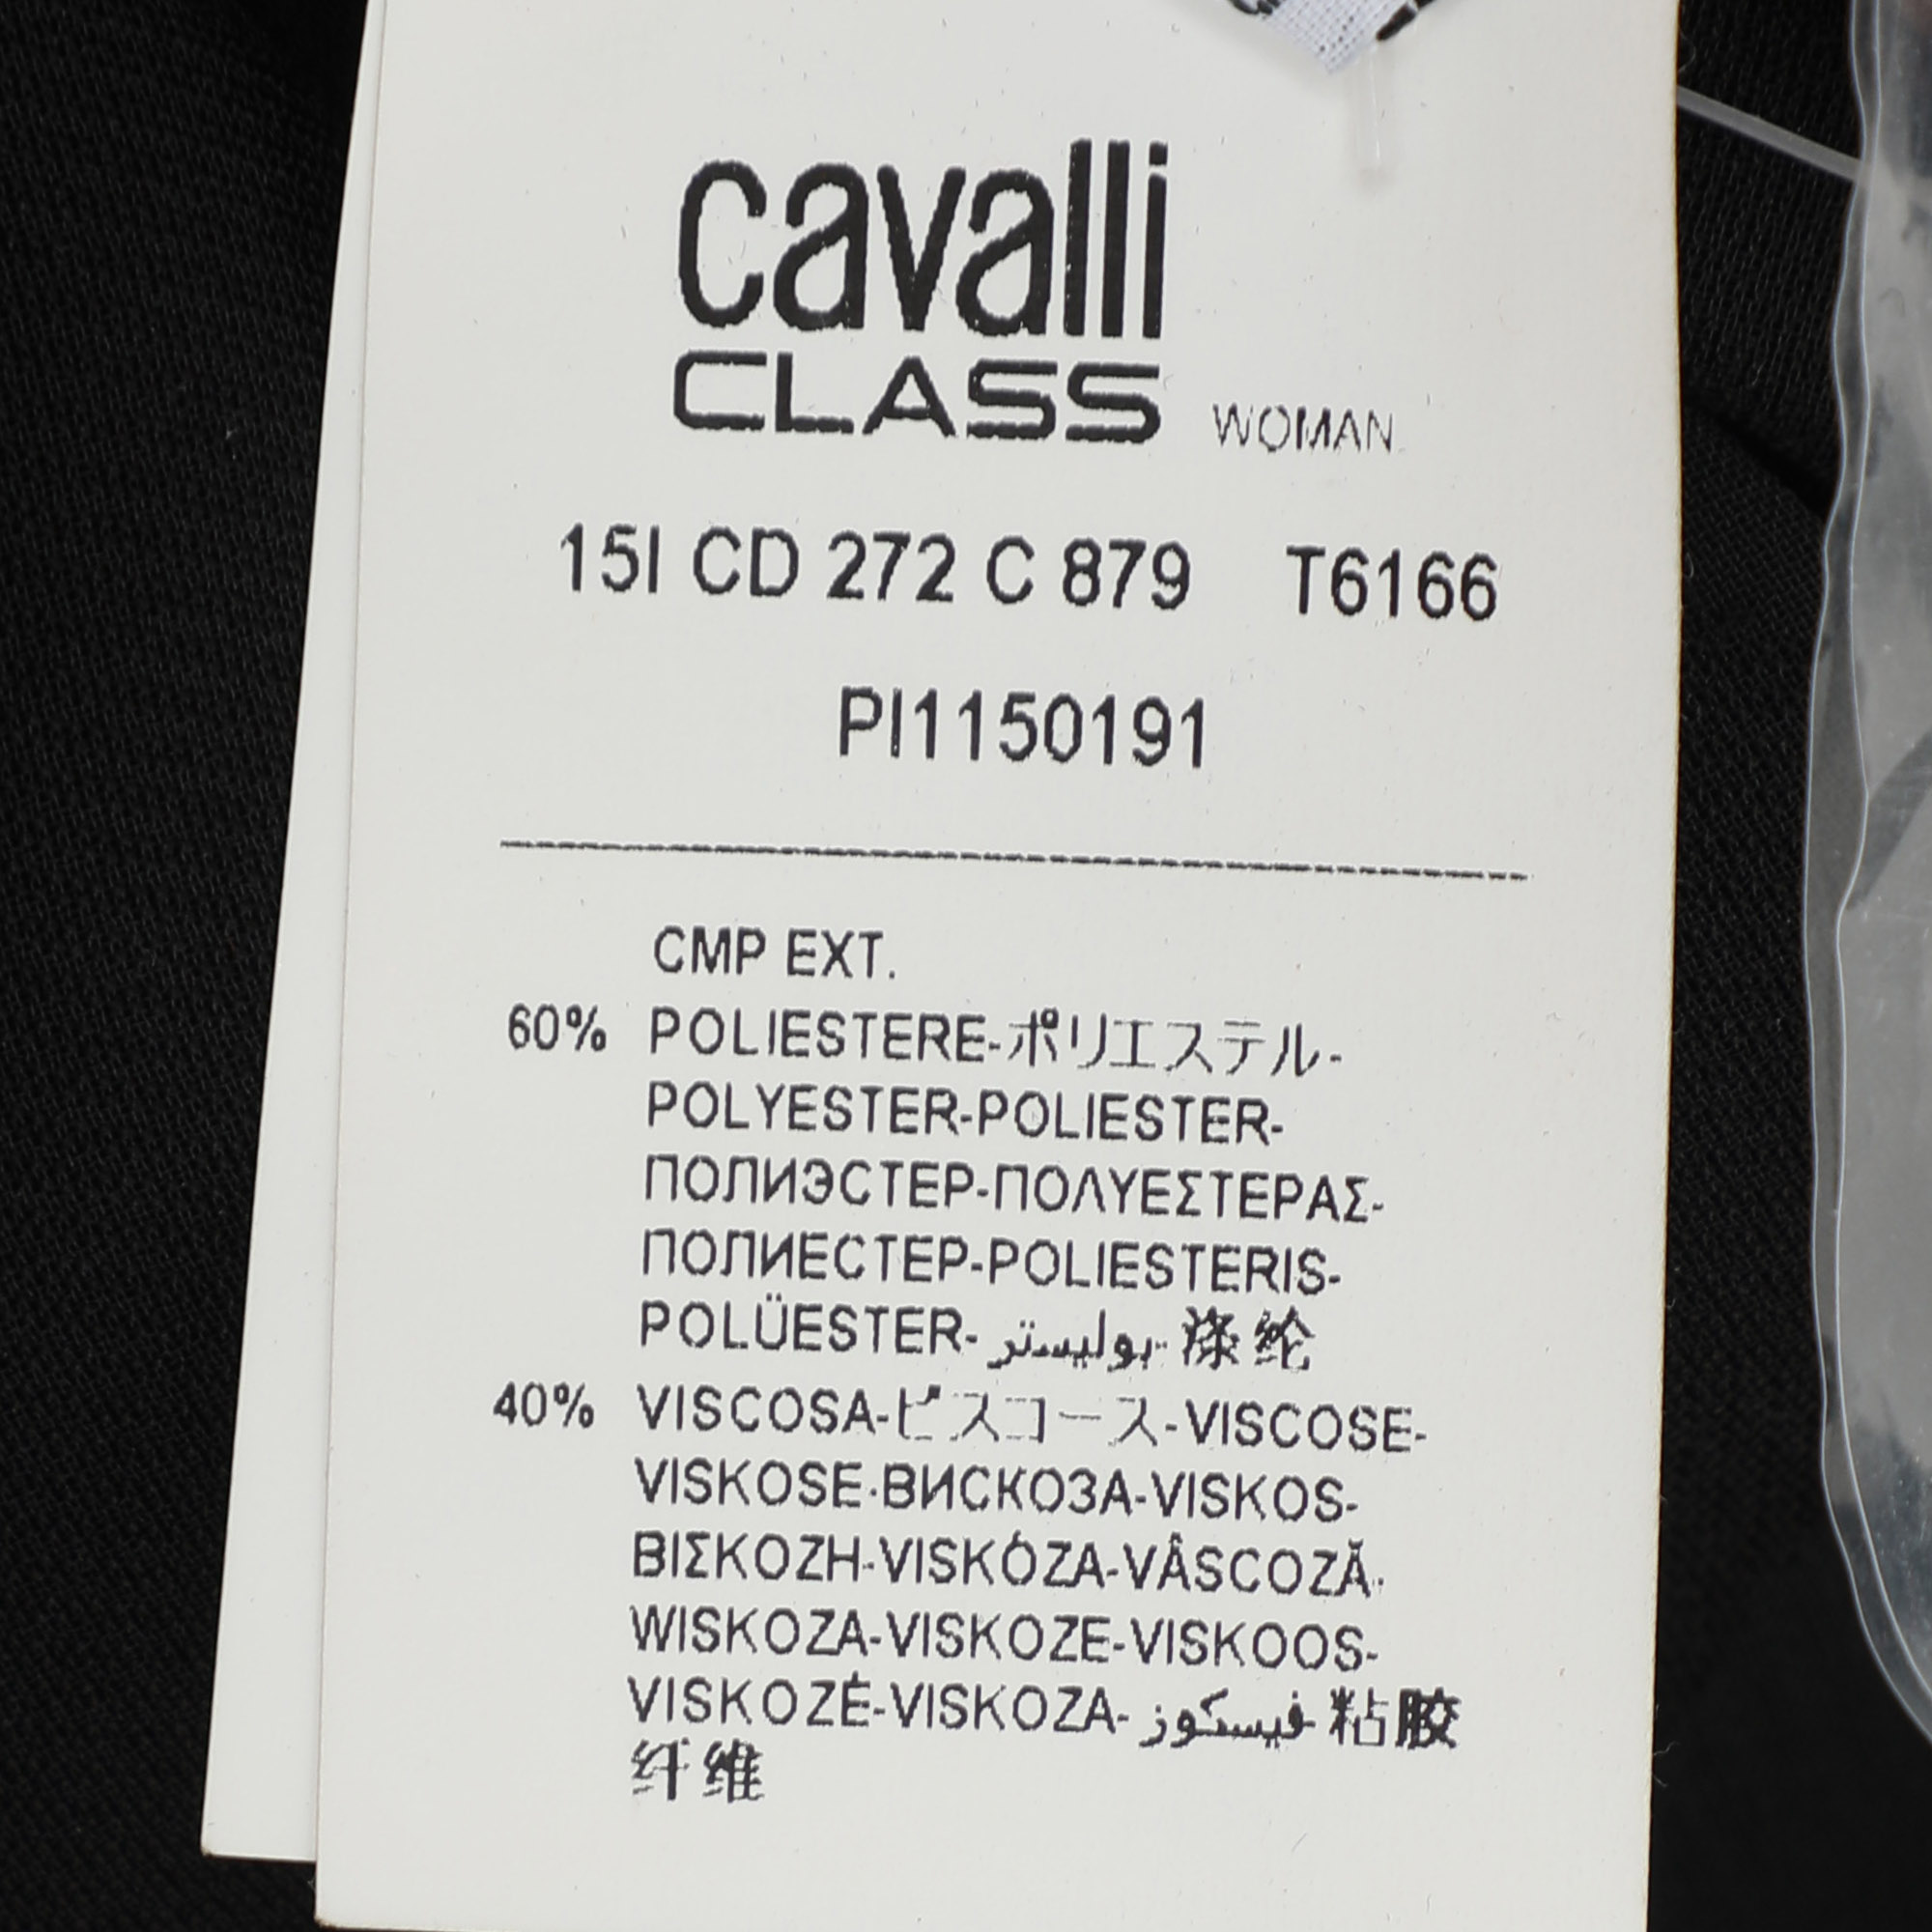 cavalli
CLASS WOMAN
15I CD 272 C 879 T6166
PI1150191
CMP EXT.
60% POLIESTERE-ポリエステル-
POLYESTER-POLIESTER-
ПОЛИЭСТЕР-ΠΟΛΥΕΣΤΕΡΑΣ-
ПОЛИЕСТЕР-POLIESTERIS-
POLÜESTER- بوليستر-涤纶
40% VISCOSA-ビスコース-VISCOSE-
VISKOSE-ВИСКОЗА-VISKOS-
ΒΙΣΚΟΖΗ-VISKÓZA-VÂSCOZĂ-
WISKOZA-VISKOZE-VISKOOS-
VISKOZĖ-VISKOZA- فيسكوز-粘胶
纤维